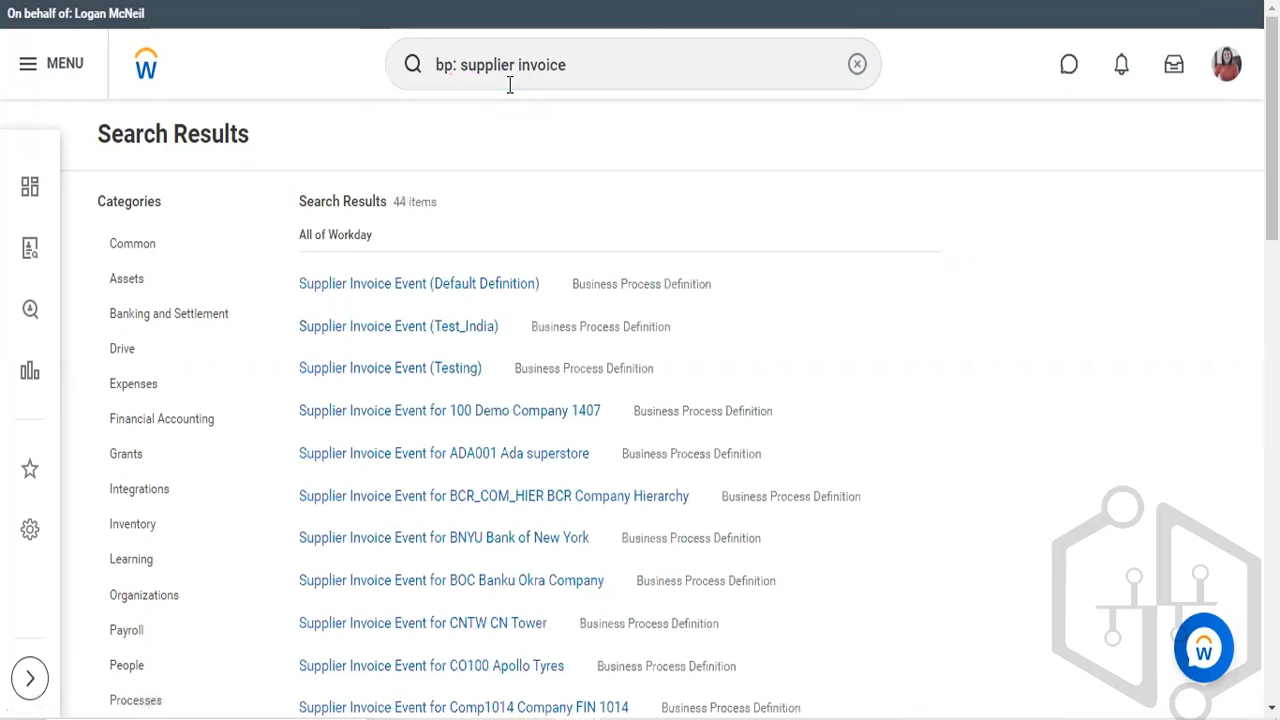 On behalf of: Logan McNeil
MENU
bp: supplier invoice
Search Results
Categories
Common
Assets
Banking and Settlement
Drive
Expenses
Financial Accounting
Grants
Integrations
Inventory
Learning
Organizations
Payroll
People
Processes
Search Results 44 items
All of Workday
Supplier Invoice Event (Default Definition) Business Process Definition
Supplier Invoice Event (Test_India) Business Process Definition
Supplier Invoice Event (Testing) Business Process Definition
Supplier Invoice Event for 100 Demo Company 1407 Business Process Definition
Supplier Invoice Event for ADA001 Ada superstore Business Process Definition
Supplier Invoice Event for BCR_COM_HIER BCR Company Hierarchy Business Process Definition
Supplier Invoice Event for BNYU Bank of New York Business Process Definition
Supplier Invoice Event for BOC Banku Okra Company Business Process Definition
Supplier Invoice Event for CNTW CN Tower Business Process Definition
Supplier Invoice Event for CO100 Apollo Tyres Business Process Definition
Supplier Invoice Event for Comp1014 Company FIN 1014 Business Process Definition